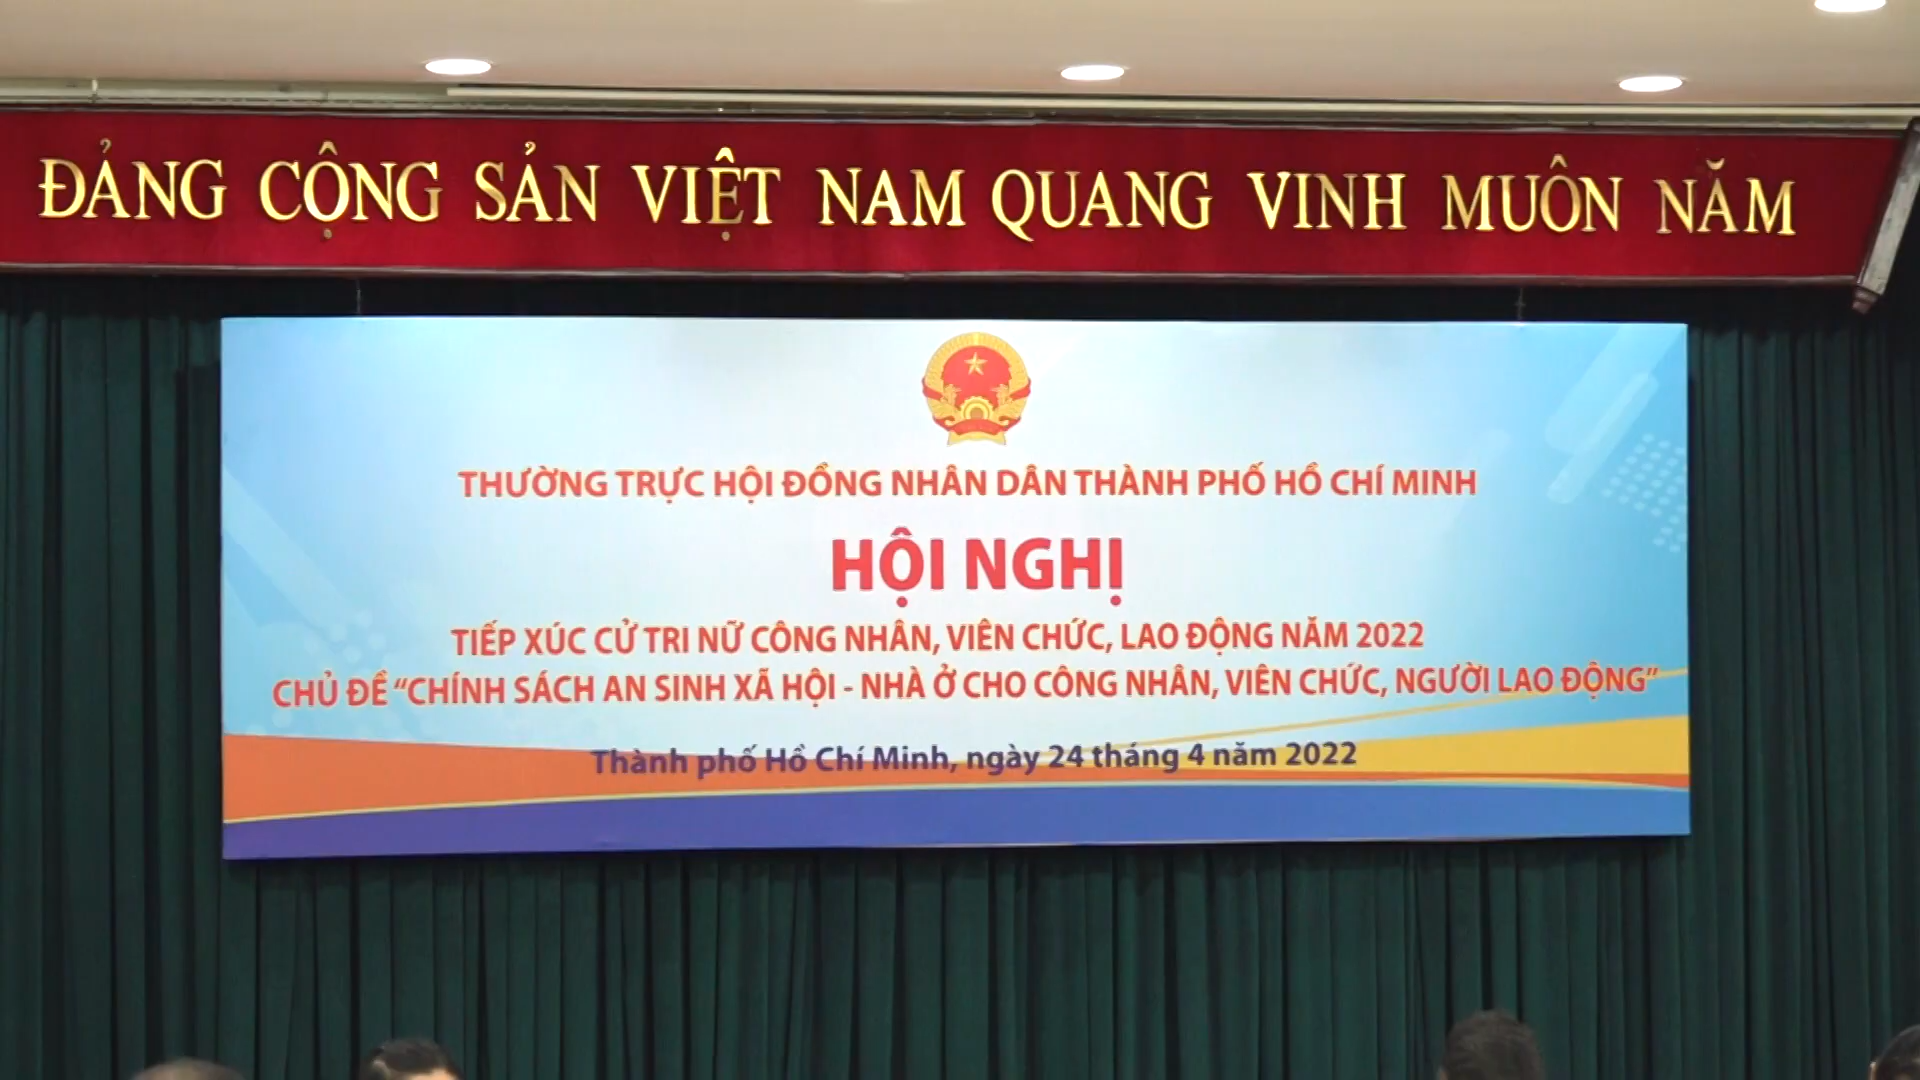 ĐẢNG CỘNG SẢN VIỆT NAM QUANG VINH MUÔN NĂM
THƯỜNG TRỰC HỘI ĐỒNG NHÂN DÂN THÀNH PHỐ HỒ CHÍ MINH
HỘI NGHỊ
TIẾP XÚC CỬ TRI NỮ CÔNG NHÂN, VIÊN CHỨC, LAO ĐỘNG NĂM 2022
CHỦ ĐỀ “CHÍNH SÁCH AN SINH XÃ HỘI - NHÀ Ở CHO CÔNG NHÂN, VIÊN CHỨC, NGƯỜI LAO ĐỘNG”
Thành phố Hồ Chí Minh, ngày 24 tháng 4 năm 2022